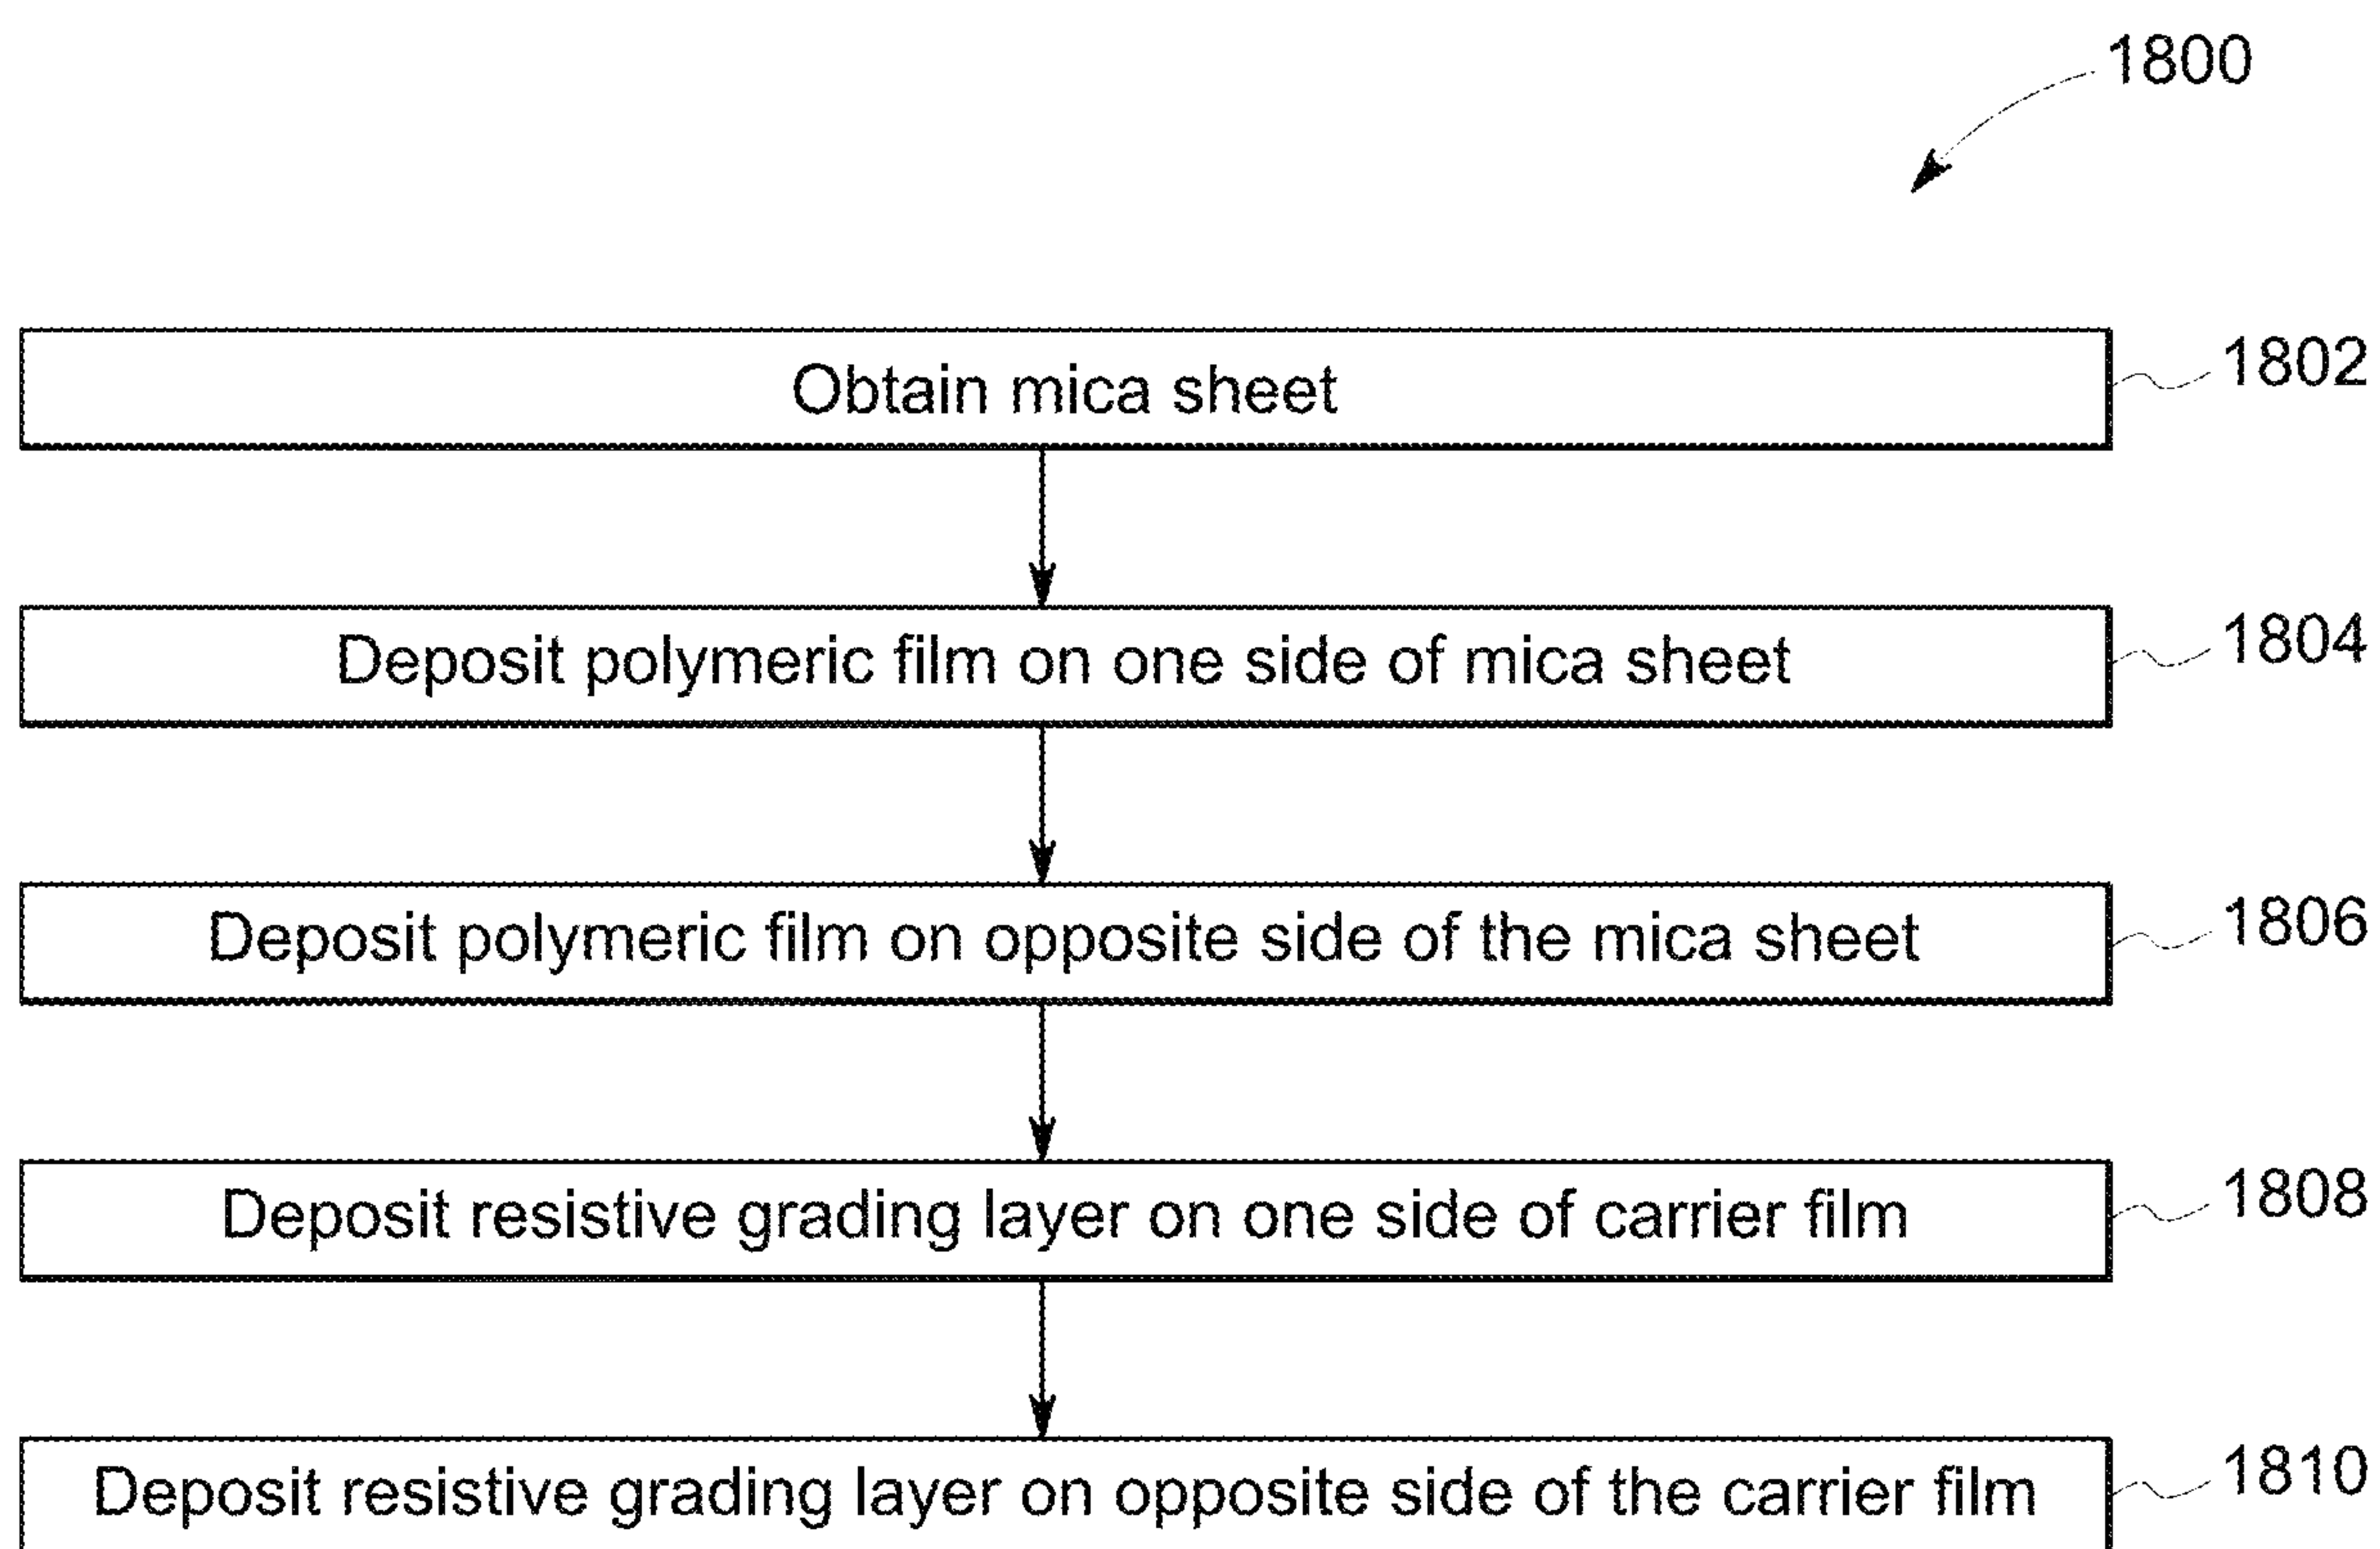 1800
Obtain mica sheet 1802
Deposit polymeric film on one side of mica sheet 1804
Deposit polymeric film on opposite side of the mica sheet 1806
Deposit resistive grading layer on one side of carrier film 1808
Deposit resistive grading layer on opposite side of the carrier film 1810